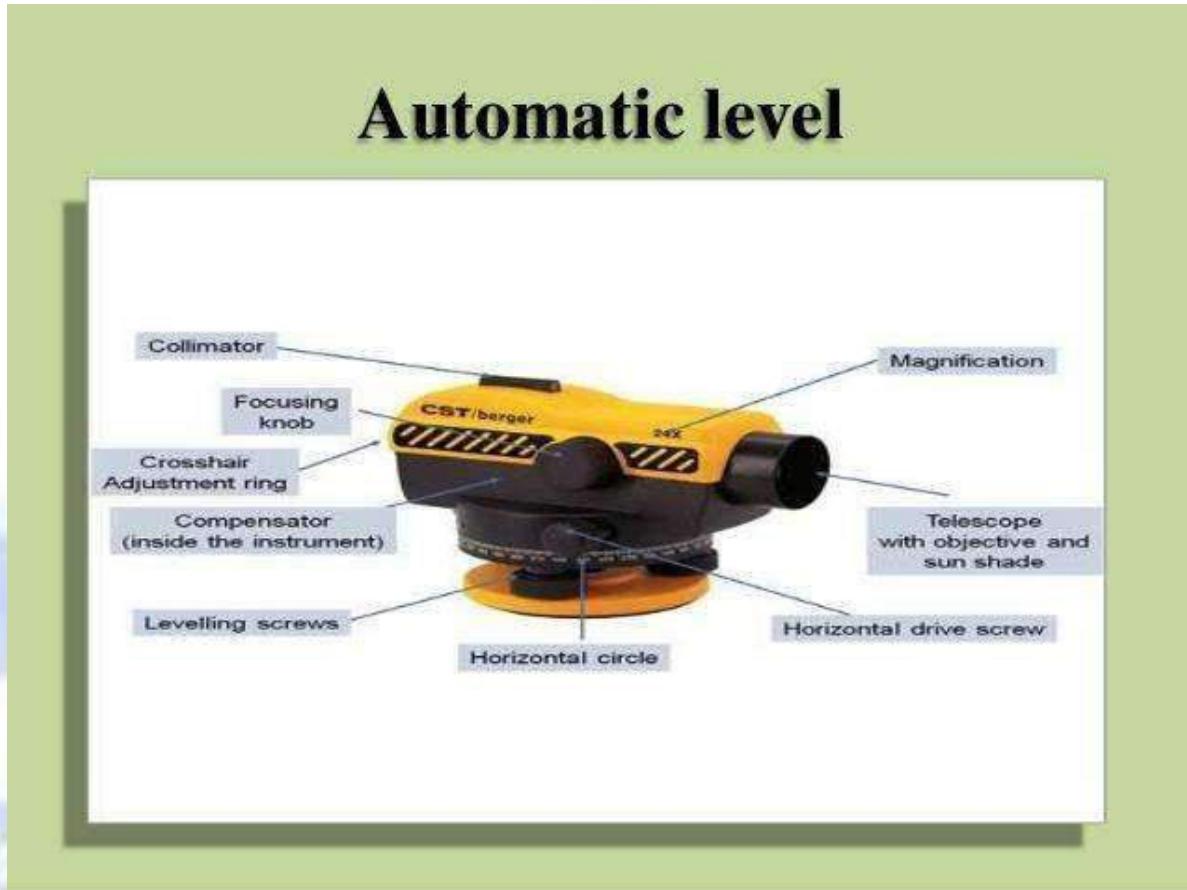 Automatic level
Collimator
Magnification
Focusing
knob
CST/berger
24X
Crosshair
Adjustment ring
Compensator
(inside the instrument)
Telescope
with objective and
sun shade
Levelling screws
Horizontal drive screw
Horizontal circle